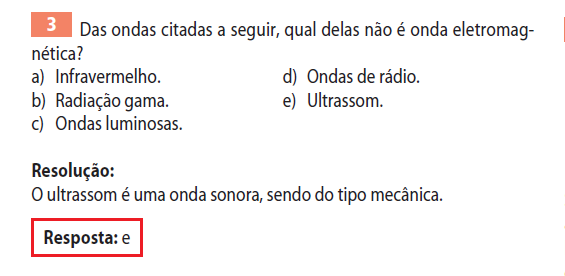 3 Das ondas citadas a seguir, qual delas não é onda eletromag-
nética?
a) Infravermelho.
b) Radiação gama.
c) Ondas luminosas.
d) Ondas de rádio.
e) Ultrassom.
Resolução:
O ultrassom é uma onda sonora, sendo do tipo mecânica.
Resposta: e